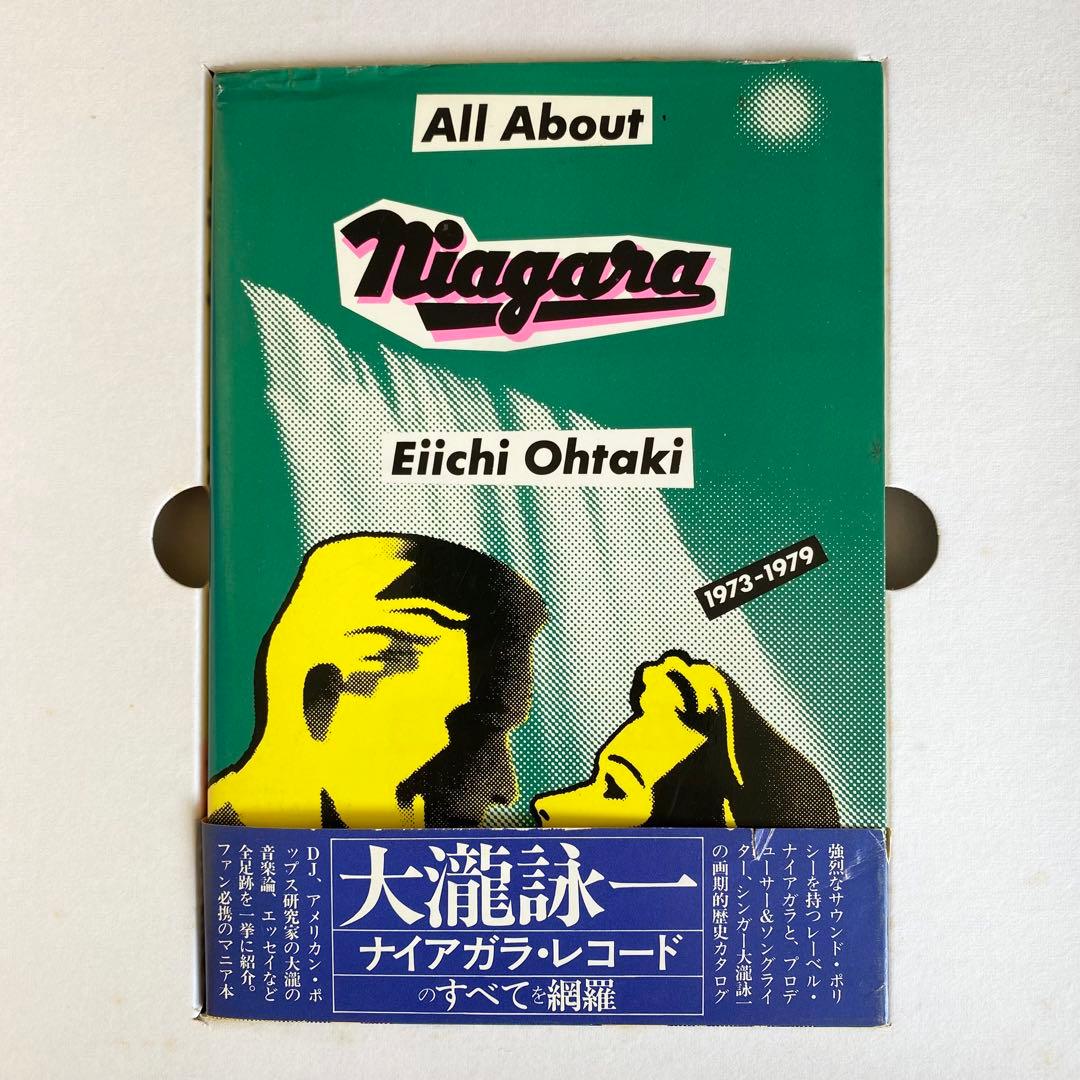 All About
Niagara
Eiichi Ohtaki
1973-1979
強烈なサウンド・ポリ
シーを持つレーベル・
ナイアガラと、プロデ
ューサー&ソングライ
ター、シンガー大瀧詠一
の画期的歴史カタログ
大瀧詠一
ナイアガラ・レコード
のすべてを網羅
DJ、アメリカン・ポ
ップス研究家の大瀧の
音楽論、エッセイなど
全足跡を一挙に紹介。
ファン必携のマニア本